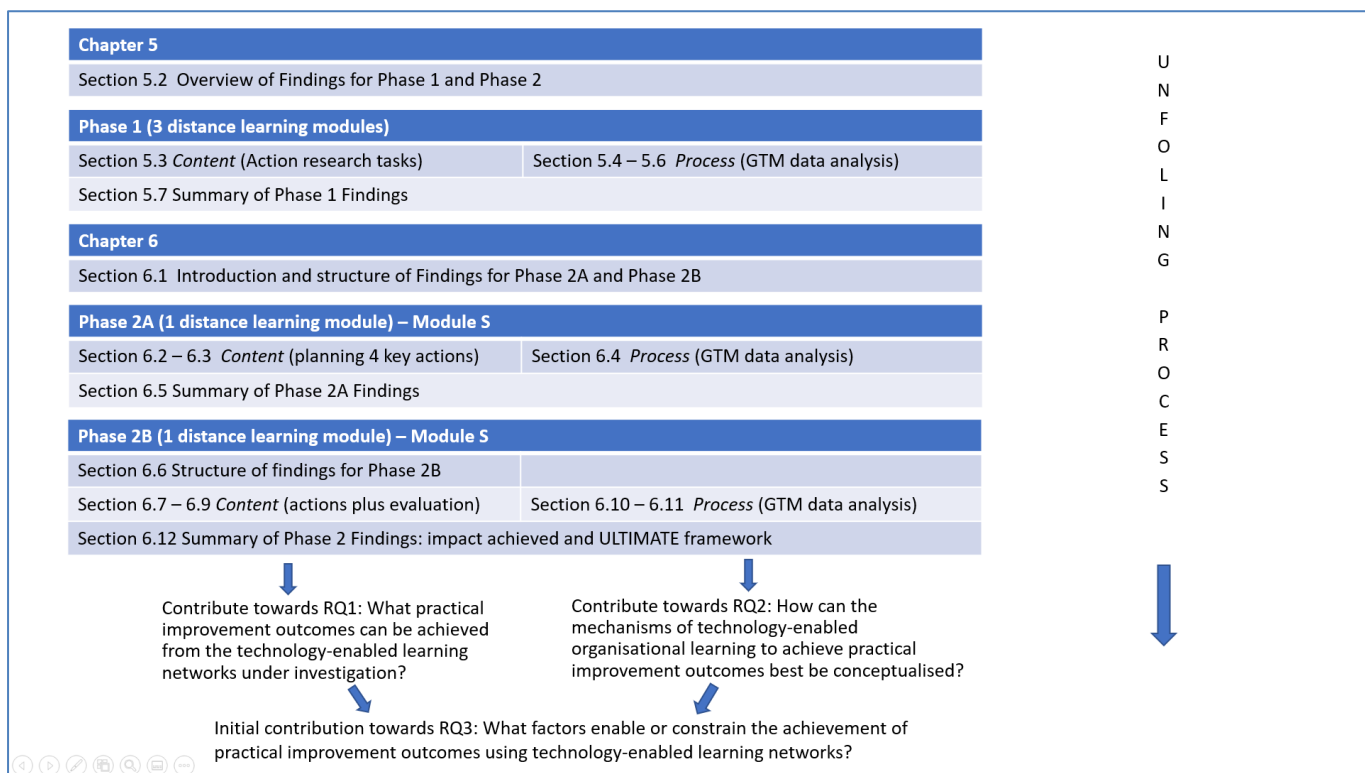 Chapter 5
Section 5.2 Overview of Findings for Phase 1 and Phase 2
Phase 1 (3 distance learning modules)
Section 5.3 Content (Action research tasks)
Section 5.4 – 5.6 Process (GTM data analysis)
Section 5.7 Summary of Phase 1 Findings
Chapter 6
Section 6.1 Introduction and structure of Findings for Phase 2A and Phase 2B
Phase 2A (1 distance learning module) – Module S
Section 6.2 – 6.3 Content (planning 4 key actions)
Section 6.4 Process (GTM data analysis)
Section 6.5 Summary of Phase 2A Findings
Phase 2B (1 distance learning module) – Module S
Section 6.6 Structure of findings for Phase 2B
Section 6.7 – 6.9 Content (actions plus evaluation)
Section 6.10 – 6.11 Process (GTM data analysis)
Section 6.12 Summary of Phase 2 Findings: impact achieved and ULTIMATE framework
Contribute towards RQ1: What practical
improvement outcomes can be achieved
from the technology-enabled learning
networks under investigation?
Contribute towards RQ2: How can the
mechanisms of technology-enabled
organisational learning to achieve practical
improvement outcomes best be conceptualised?
Initial contribution towards RQ3: What factors enable or constrain the achievement of
practical improvement outcomes using technology-enabled learning networks?
U
N
F
O
L
I
N
G
P
R
O
C
E
S
S